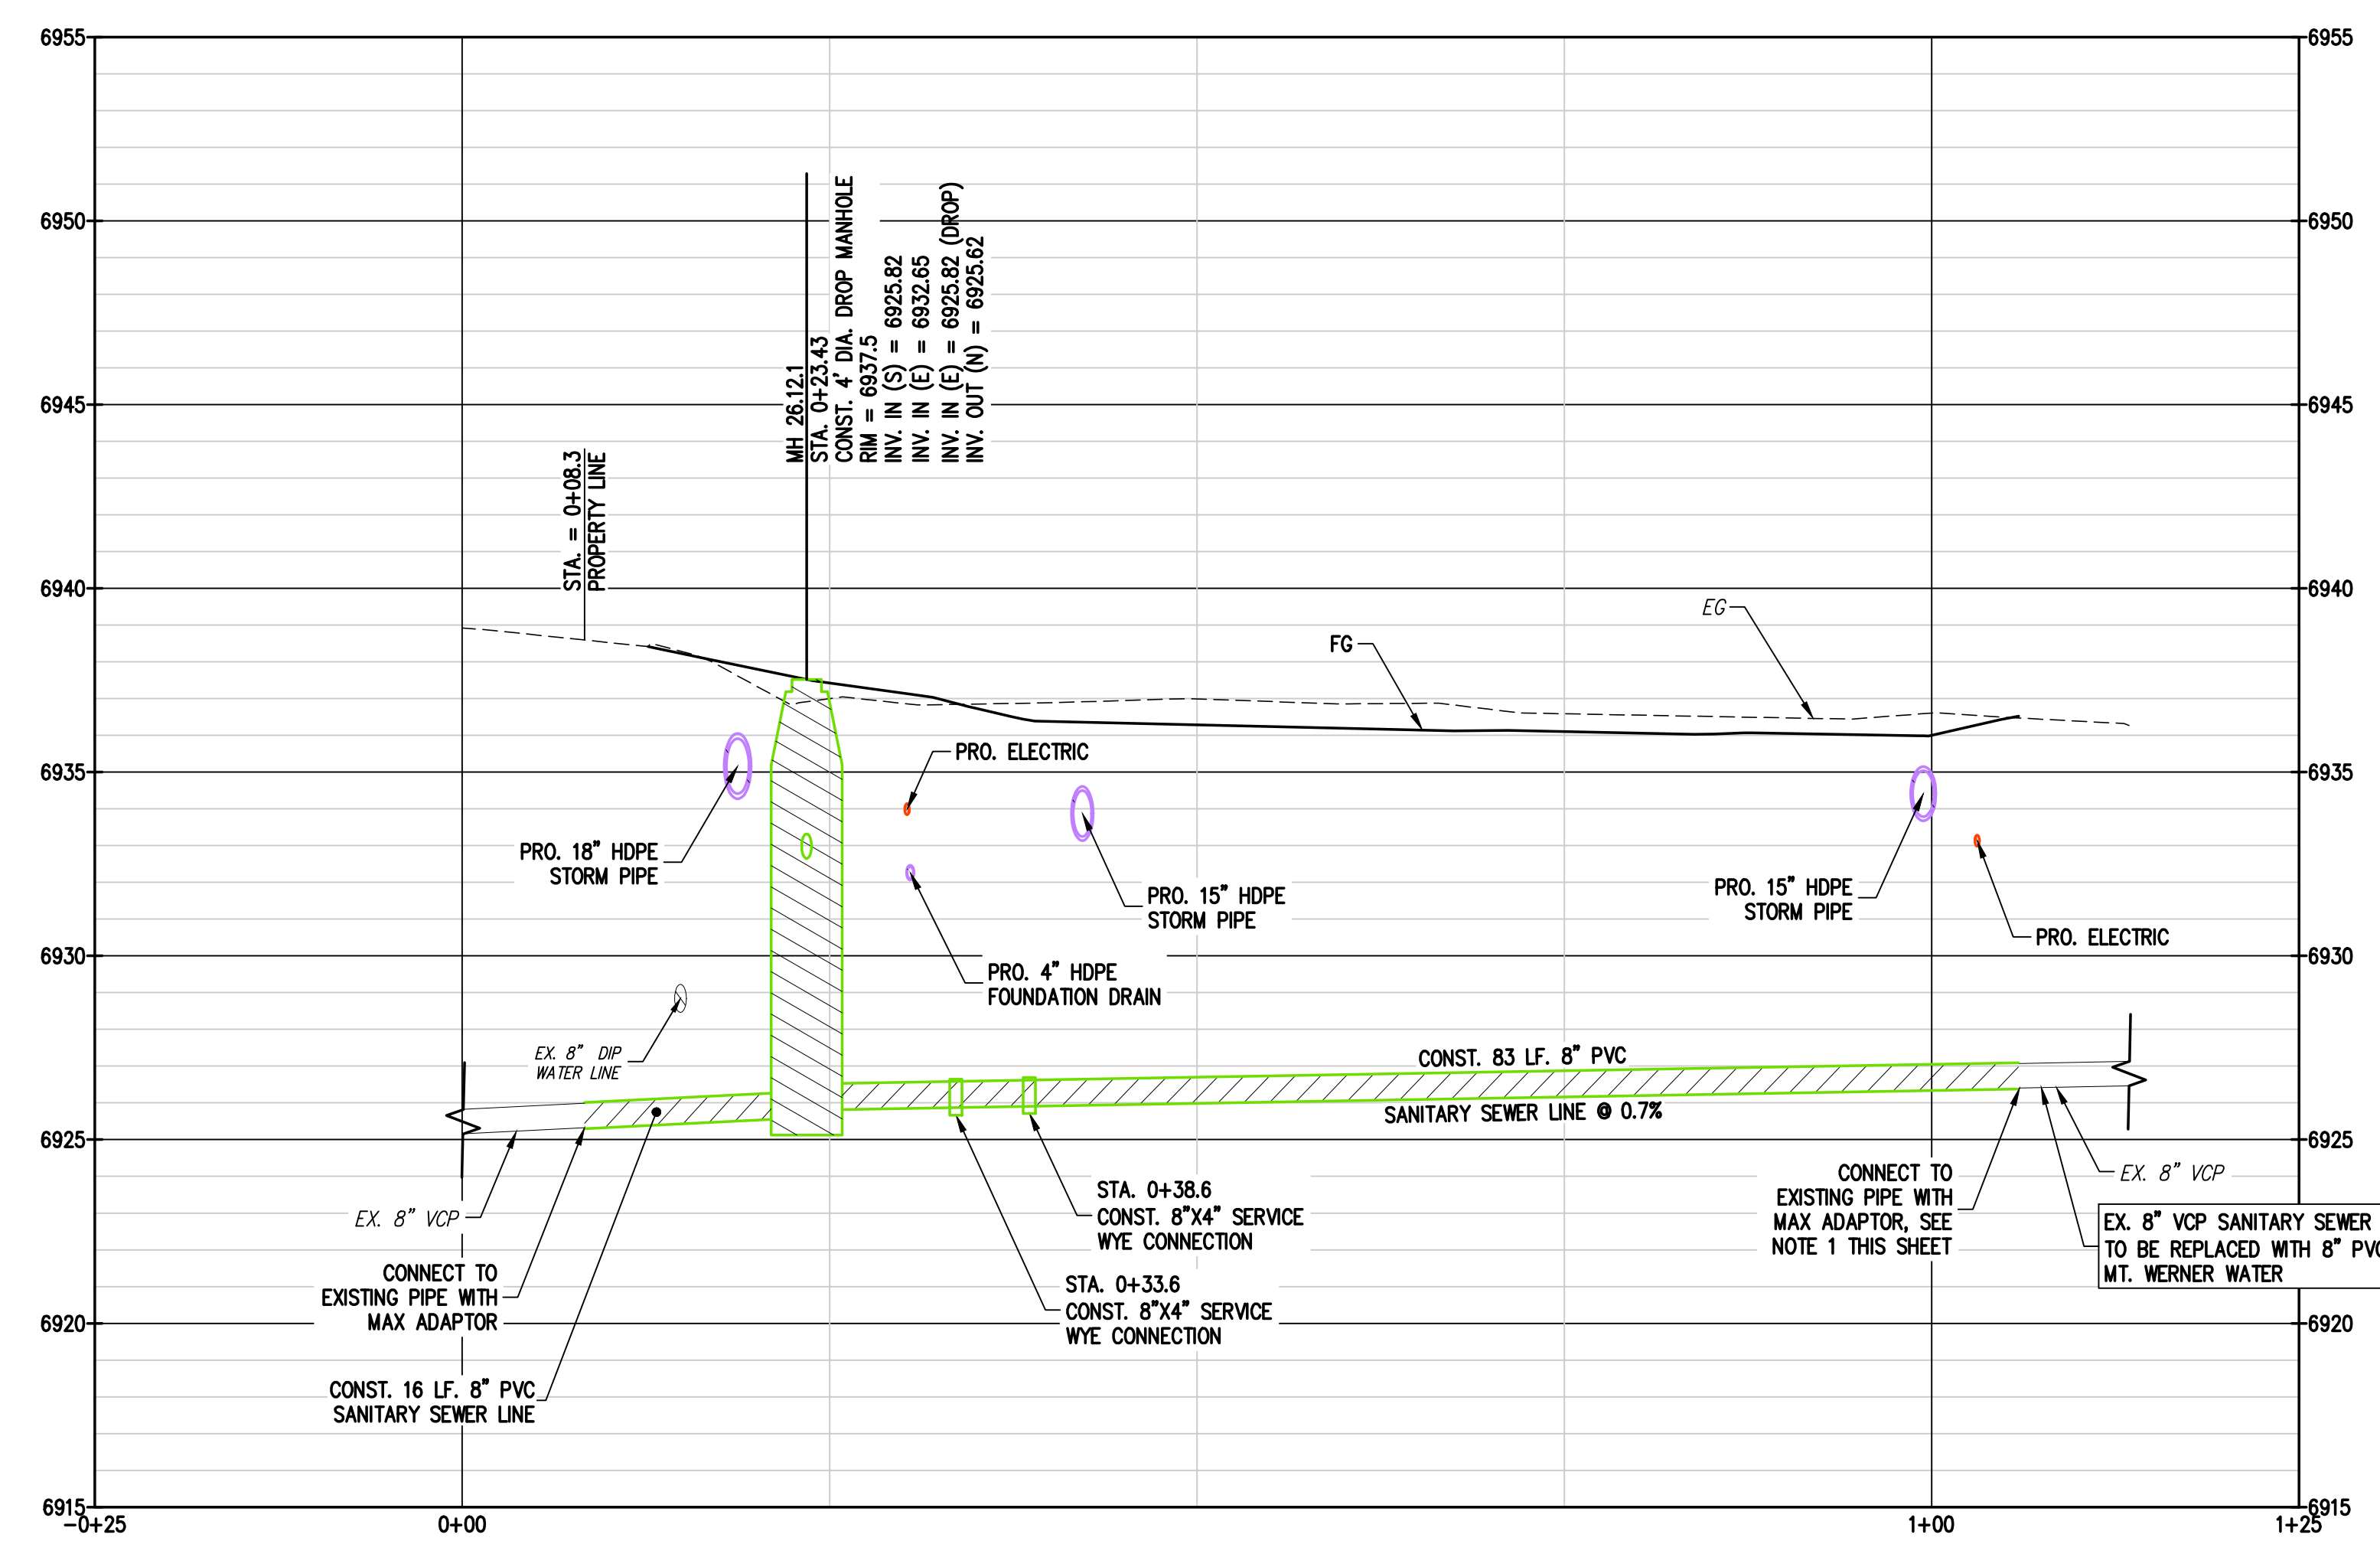 6955
6955
6950
6950
6945
6945
6940
6940
6935
6935
6930
6930
6925
6925
6920
6920
6915
6915
-0+25
0+00
1+00
1+25
STA. = 0+08.3
PROPERTY LINE
MH 26.12.1
STA. 0+23.43
CONST. 4' DIA. DROP MANHOLE
RIM = 6937.5
INV. IN (S) = 6925.82
INV. IN (E) = 6932.65
INV. IN (E) = 6925.82 (DROP)
INV. OUT (N) = 6925.62
FG
EG
PRO. ELECTRIC
PRO. 18" HDPE
STORM PIPE
PRO. 15" HDPE
STORM PIPE
PRO. 15" HDPE
STORM PIPE
PRO. ELECTRIC
PRO. 4" HDPE
FOUNDATION DRAIN
EX. 8" DIP
WATER LINE
CONST. 83 LF. 8" PVC
SANITARY SEWER LINE @ 0.7%
EX. 8" VCP
CONNECT TO
EXISTING PIPE WITH
MAX ADAPTOR
CONST. 16 LF. 8" PVC
SANITARY SEWER LINE
STA. 0+38.6
CONST. 8"X4" SERVICE
WYE CONNECTION
STA. 0+33.6
CONST. 8"X4" SERVICE
WYE CONNECTION
CONNECT TO
EXISTING PIPE WITH
MAX ADAPTOR, SEE
NOTE 1 THIS SHEET
EX. 8" VCP
EX. 8" VCP SANITARY SEWER
TO BE REPLACED WITH 8"
MT. WERNER WATER